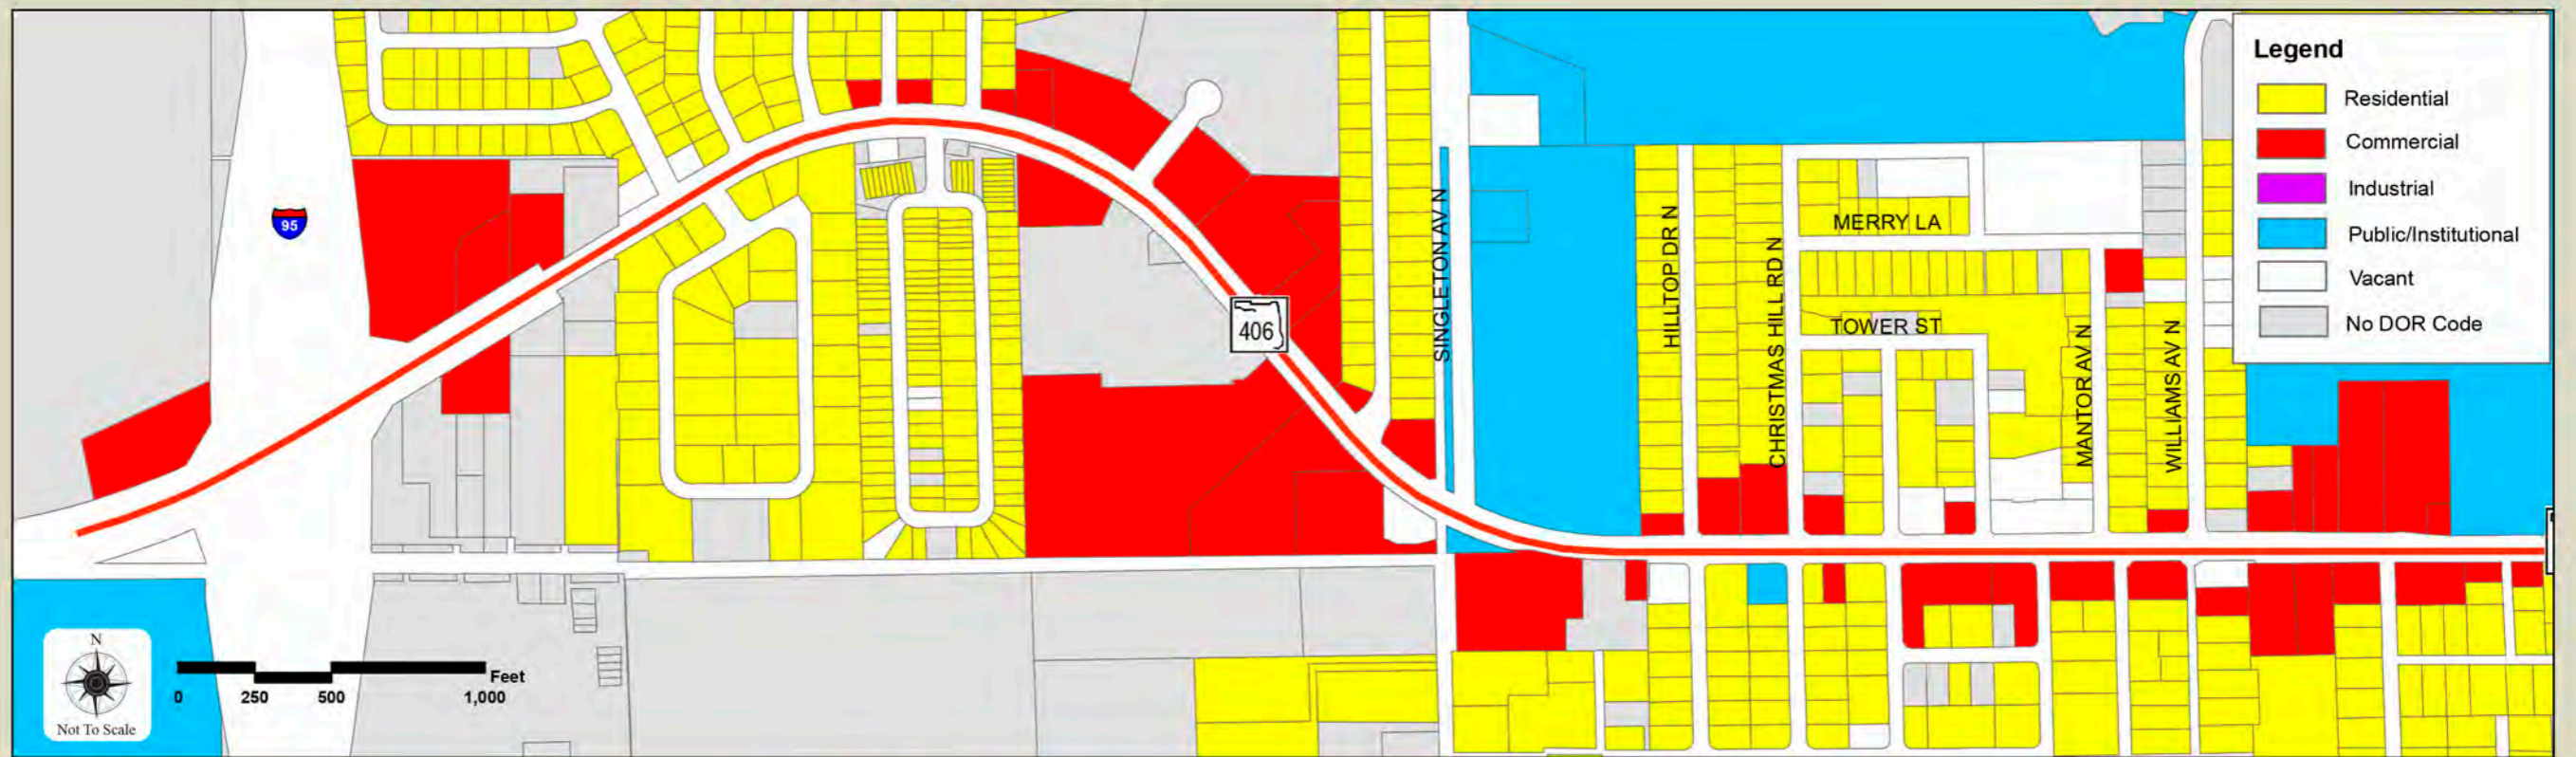 Legend
Residential
Commercial
Industrial
Public/Institutional
Vacant
No DOR Code
95
406
SINGLETON AV N
HILLTOP DR N
CHRISTMAS HILL RD N
MERRY LA
TOWER ST
MANTOR AV N
WILLIAMS AV N
N
Not To Scale
0 250 500 1,000
Feet